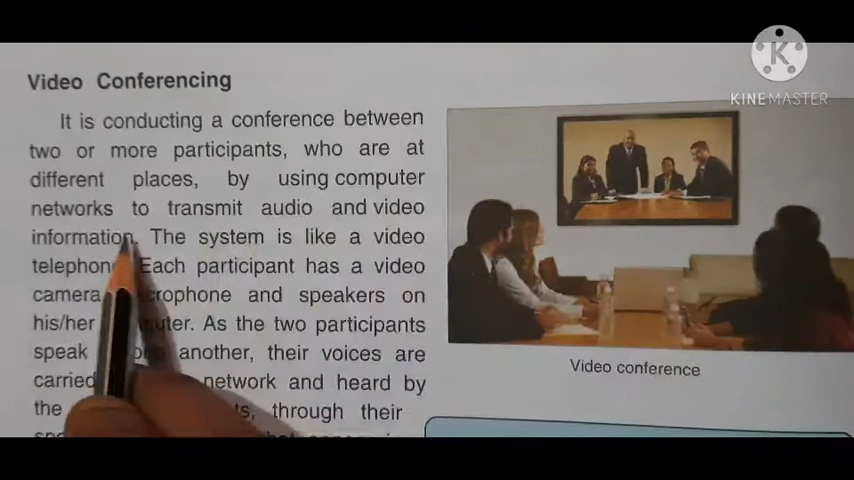 KINEMASTER
Video Conferencing
It is conducting a conference between
two or more participants, who are at
different places, by using computer
networks to transmit audio and video
information. The system is like a video
Each participant has a video
camera and speakers on
his/her As the two participants
speak another, their voices are
carried network and heard by
the through their
Video conference